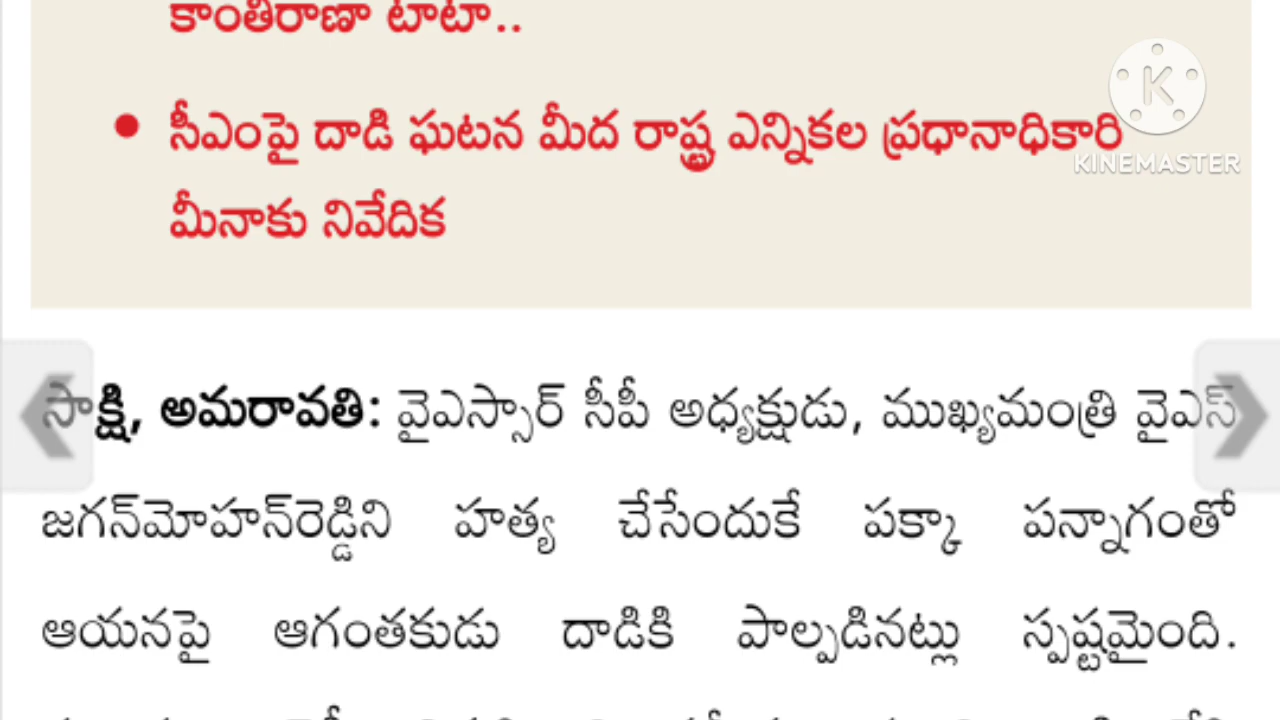 కాంతిరాణా టాటా..
• సీఎంపై దాడి ఘటన మీద రాష్ట్ర ఎన్నికల ప్రధానాధికారి
మీనాకు నివేదిక
KINEMASTER
సాక్షి, అమరావతి: వైఎస్సార్ సీపీ అధ్యక్షుడు, ముఖ్యమంత్రి వైఎస్
జగన్‌మోహన్‌రెడ్డిని హత్య చేసేందుకే పక్కా పన్నాగంతో
ఆయనపై ఆగంతకుడు దాడికి పాల్పడినట్లు స్పష్టమైంది.